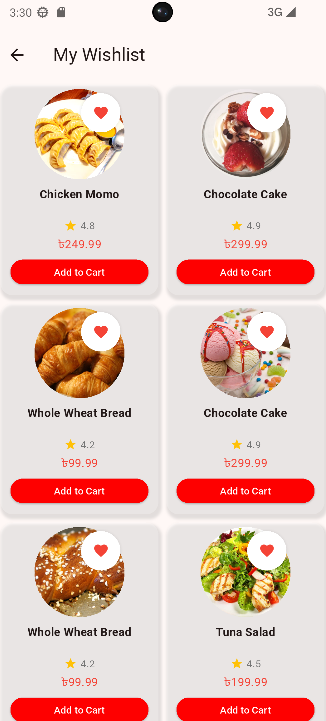 3:30
3G
My Wishlist
Chicken Momo
4.8
৳249.99
Add to Cart
Chocolate Cake
4.9
৳299.99
Add to Cart
Whole Wheat Bread
4.2
৳99.99
Add to Cart
Chocolate Cake
4.9
৳299.99
Add to Cart
Whole Wheat Bread
4.2
৳99.99
Add to Cart
Tuna Salad
4.5
৳199.99
Add to Cart